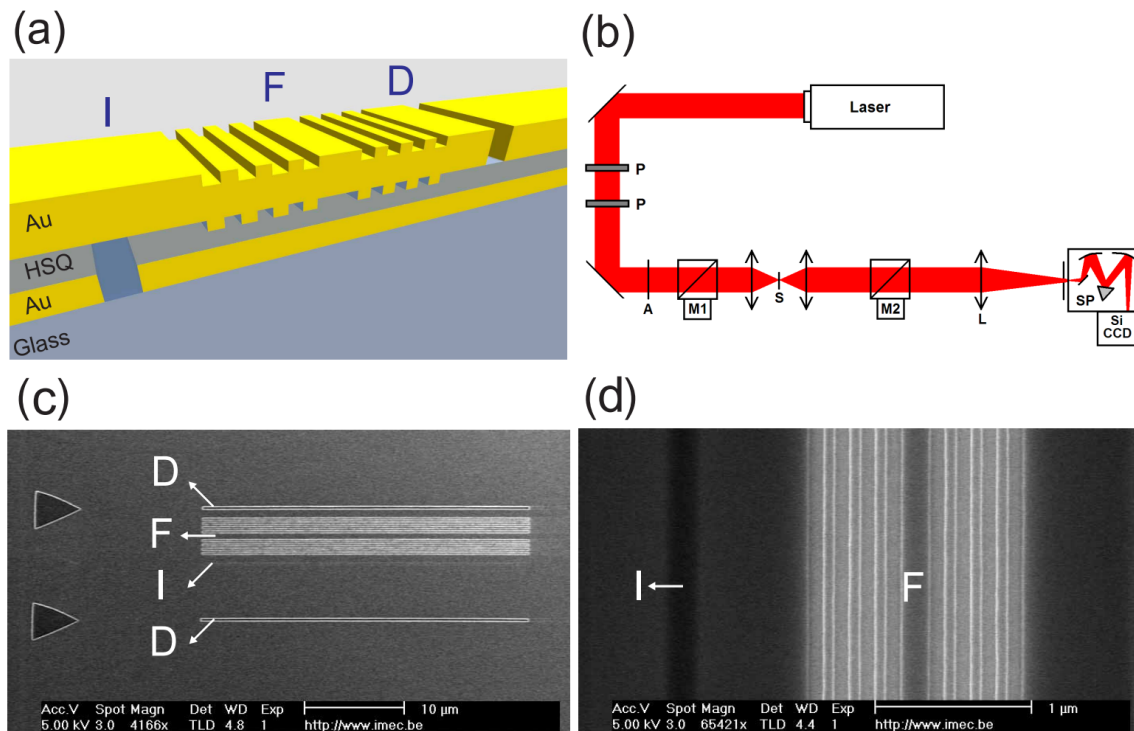 (a)
I
F
D
Au
HSQ
Au
Glass
(b)
Laser
P
P
A
M1
S
M2
L
SP
Si
CCD
(c)
D
F
I
D
Acc.V Spot Magn Det WD Exp 10 µm
5.00 kV 3.0 4166x TLD 4.8 1 http://www.imec.be
(d)
I
F
Acc.V Spot Magn Det WD Exp 1 µm
5.00 kV 3.0 65421x TLD 4.4 1 http://www.imec.be